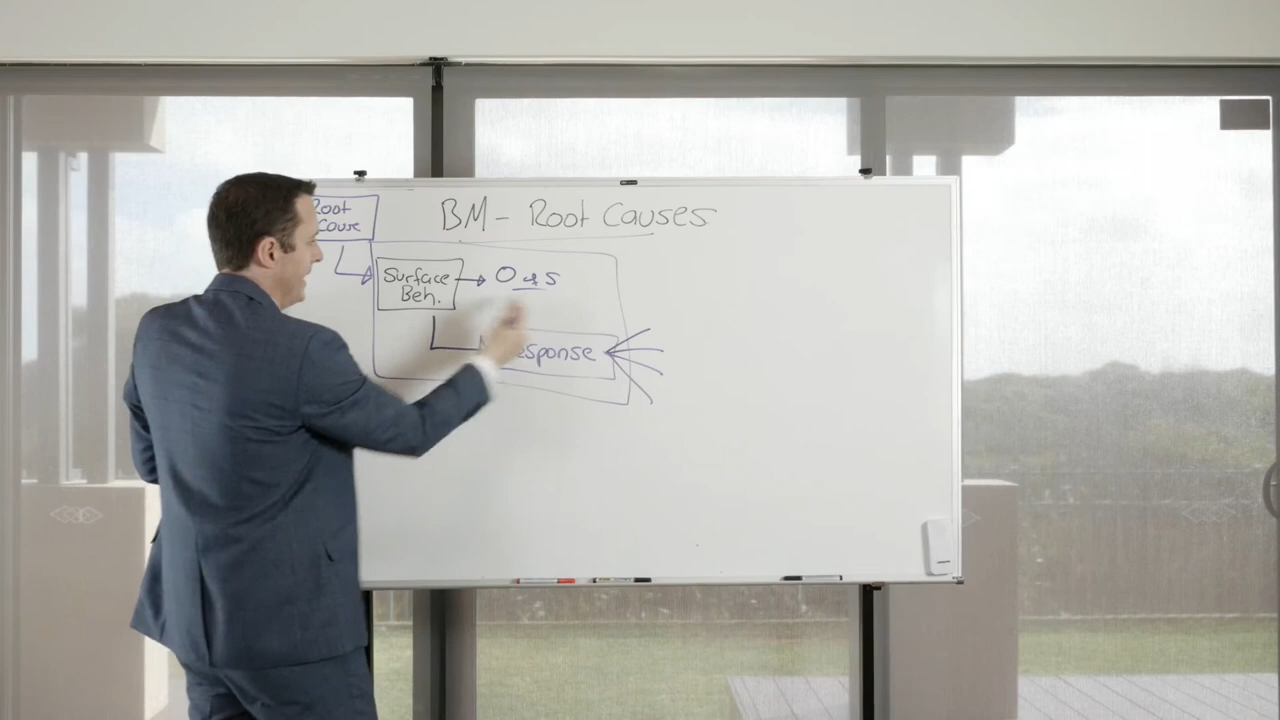 BM - Root Causes
Root
Cause
Surface
Beh.
O & S
esponse